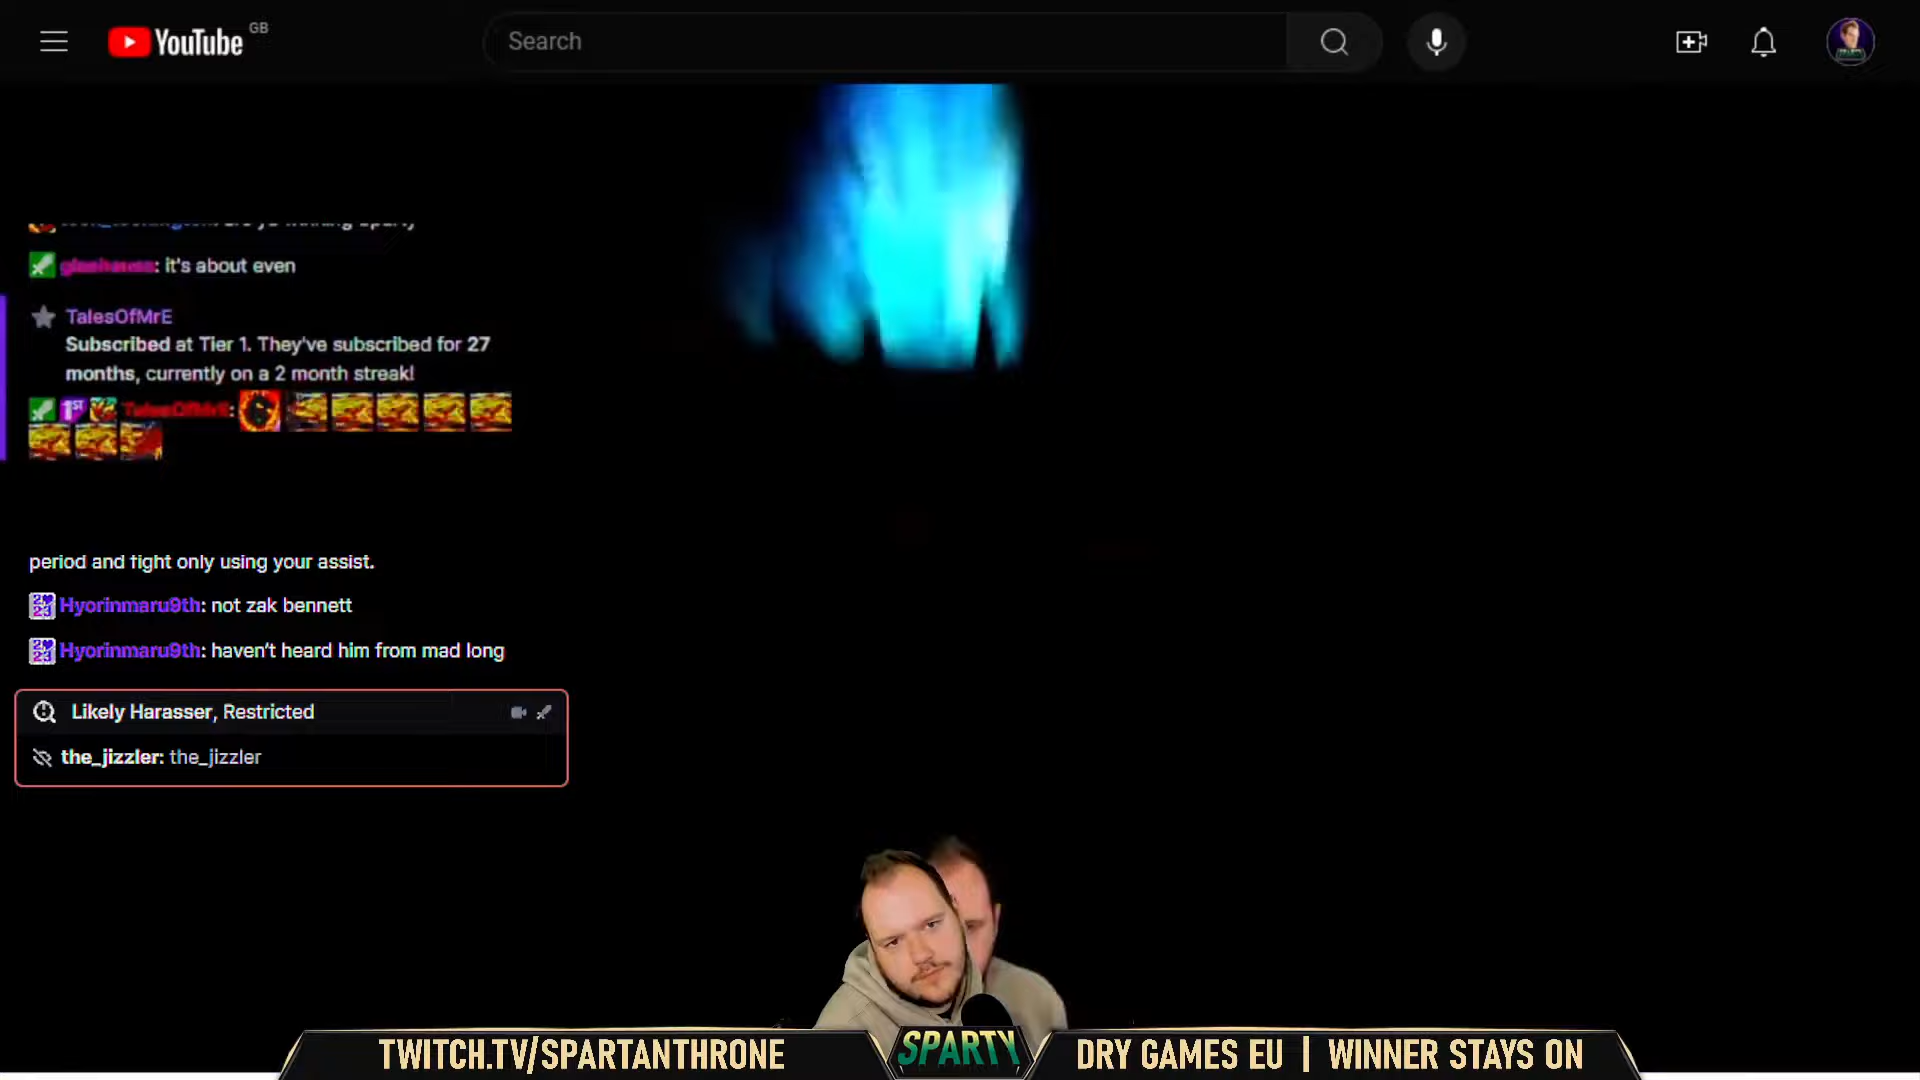 YouTube GB
Search
: it's about even
TalesOfMrE
Subscribed at Tier 1. They've subscribed for 27
months, currently on a 2 month streak!
1ST TalesOfMrE:
period and fight only using your assist.
Hyorinmaru9th: not zak bennett
Hyorinmaru9th: haven't heard him from mad long
Likely Harasser, Restricted
the_jizzler: the_jizzler
TWITCH.TV/SPARTANTHRONE
SPARTY
DRY GAMES EU | WINNER STAYS ON